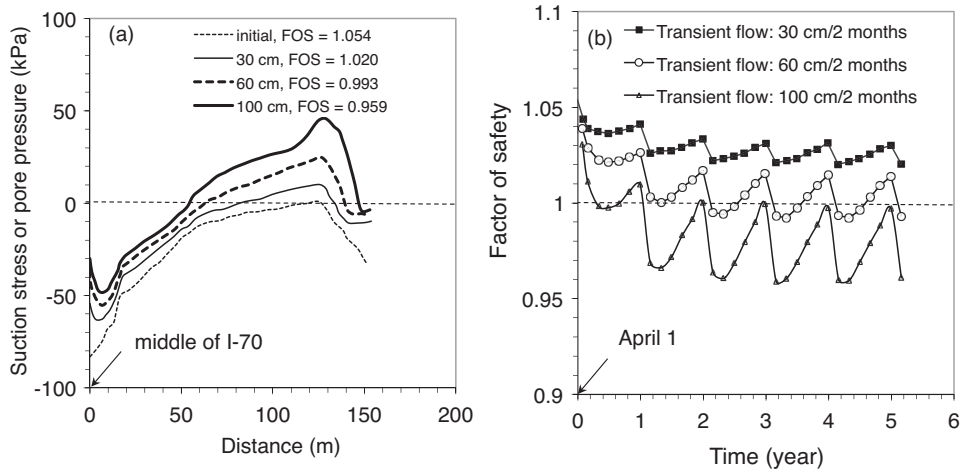 (a)
initial, FOS = 1.054
30 cm, FOS = 1.020
60 cm, FOS = 0.993
100 cm, FOS = 0.959
100
50
0
-50
-100
Suction stress or pore pressure (kPa)
middle of I-70
0
50
100
150
200
Distance (m)
(b)
Transient flow: 30 cm/2 months
Transient flow: 60 cm/2 months
Transient flow: 100 cm/2 months
1.1
1.05
1
0.95
0.9
Factor of safety
April 1
0
1
2
3
4
5
6
Time (year)